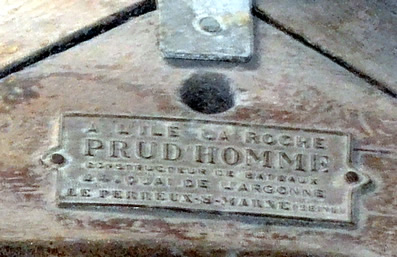 A L'ILE LA ROCHE
PRUD'HOMME
CONSTRUCTEUR DE BATEAUX
QUAI DE L'ARGONNE
LE PERREUX-S-MARNE